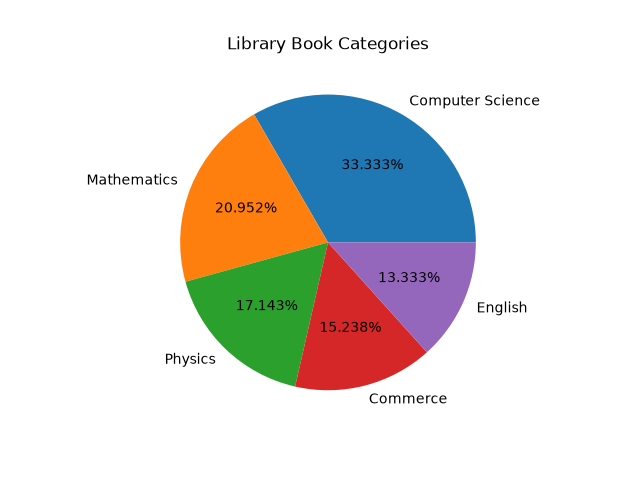 Library Book Categories
Computer Science
33.333%
Mathematics
20.952%
17.143%
Physics
15.238%
Commerce
13.333%
English